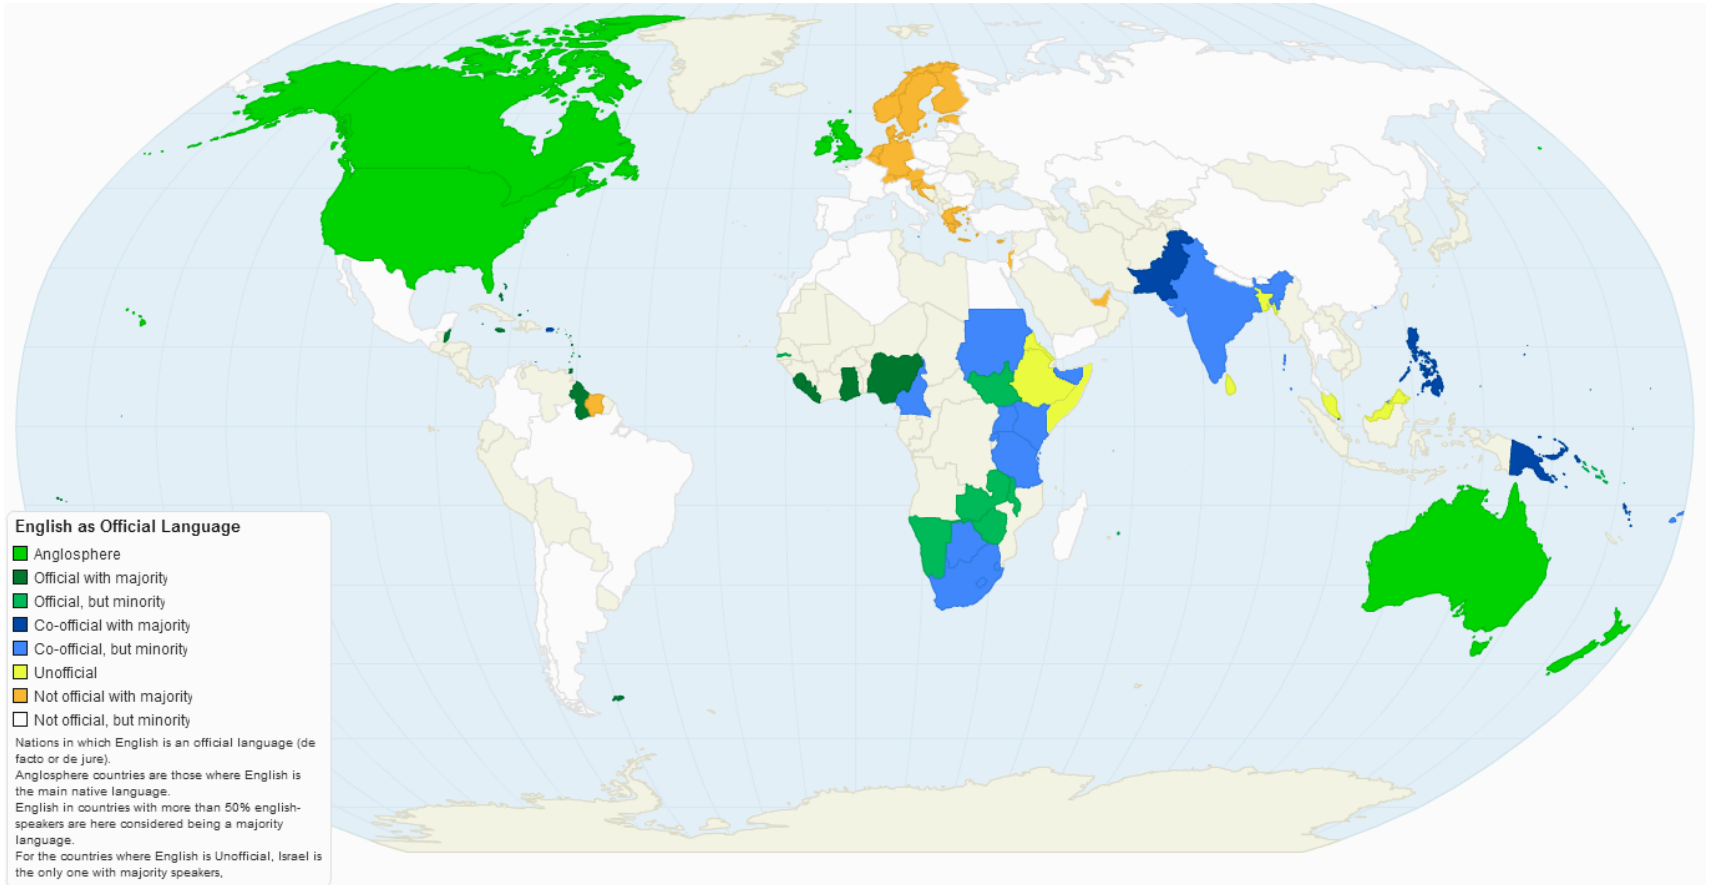 English as Official Language
Anglosphere
Official with majority
Official, but minority
Co-official with majority
Co-official, but minority
Unofficial
Not official with majority
Not official, but minority
Nations in which English is an official language (de
facto or de jure).
Anglosphere countries are those where English is
the main native language.
English in countries with more than 50% english-
speakers are here considered being a majority
language.
For the countries where English is Unofficial, Israel is
the only one with majority speakers,